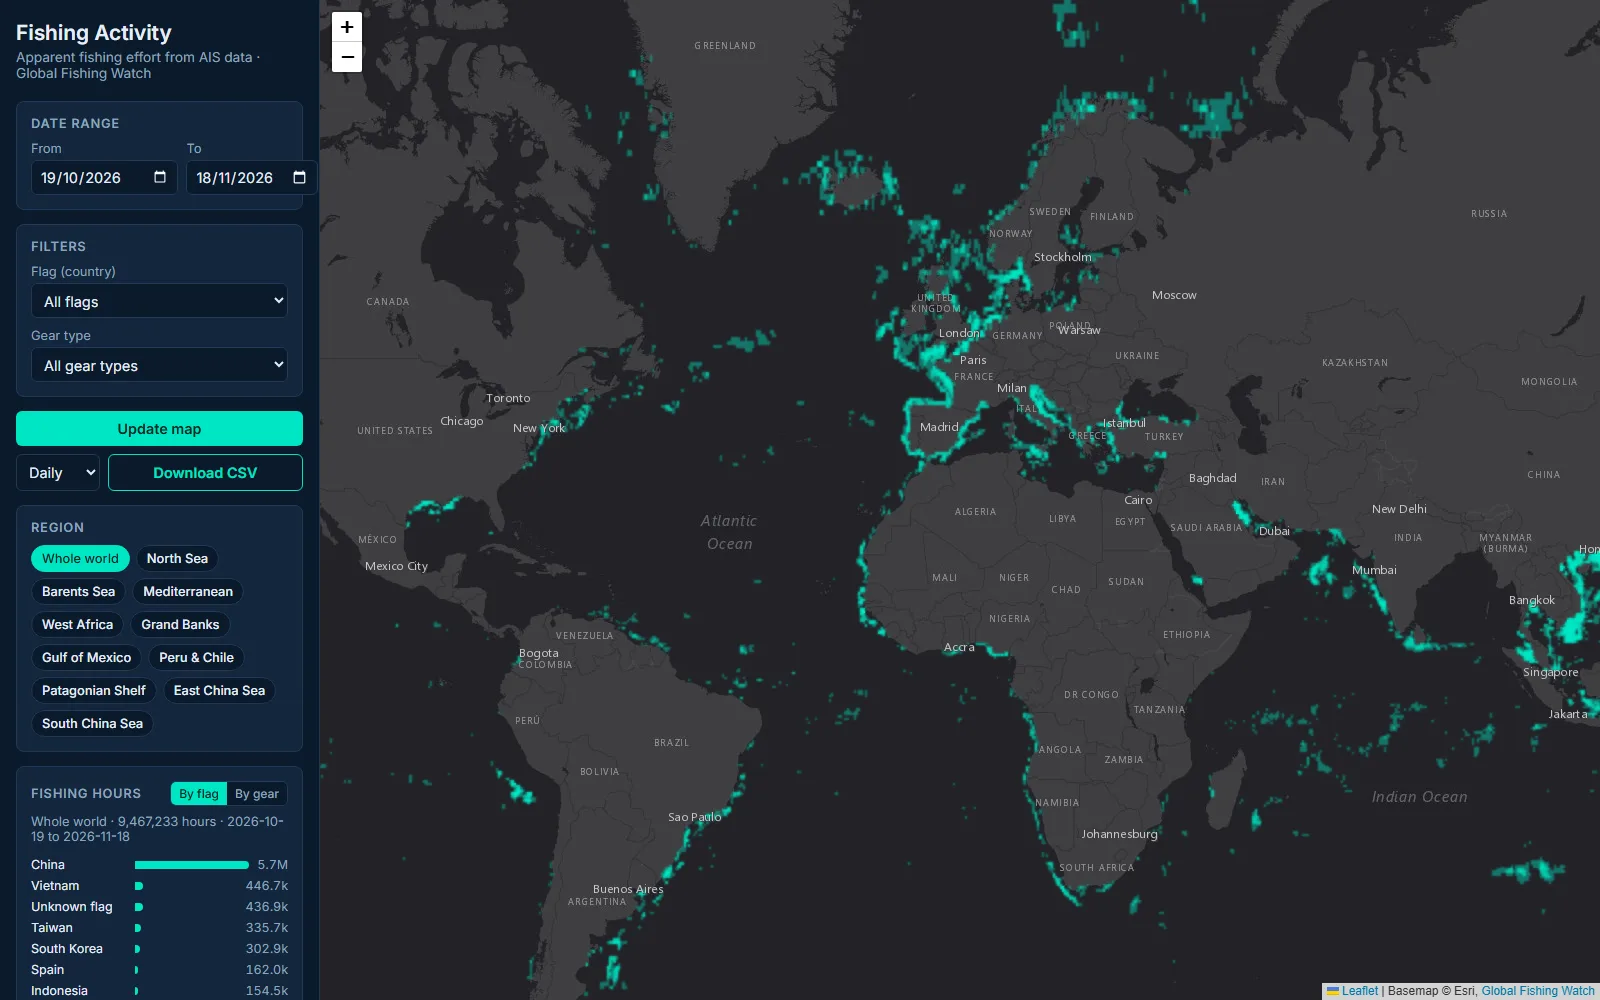 Fishing Activity
Apparent fishing effort from AIS data ·
Global Fishing Watch
DATE RANGE
From
To
19/10/2026
18/11/2026
FILTERS
Flag (country)
All flags
Gear type
All gear types
Update map
Daily
Download CSV
REGION
Whole world
North Sea
Barents Sea
Mediterranean
West Africa
Grand Banks
Gulf of Mexico
Peru & Chile
Patagonian Shelf
East China Sea
South China Sea
FISHING HOURS
By flag
By gear
Whole world · 9,467,233 hours · 2026-10-
19 to 2026-11-18
China 5.7M
Vietnam 446.7k
Unknown flag 436.9k
Taiwan 335.7k
South Korea 302.9k
Spain 162.0k
Indonesia 154.5k
+
−
GREENLAND
RUSSIA
SWEDEN
FINLAND
NORWAY
Stockholm
CANADA
UNITED
KINGDOM
Moscow
London
GERMANY
POLAND
Warsaw
Paris
UKRAINE
KAZAKHSTAN
FRANCE
MONGOLIA
Milan
Toronto
ITALY
Chicago
New York
UNITED STATES
Madrid
Istanbul
GREECE
TURKEY
Baghdad
IRAN
CHINA
Cairo
ALGERIA
LIBYA
EGYPT
New Delhi
Atlantic
Ocean
SAUDI ARABIA
Dubai
MÉXICO
INDIA
MYANMAR
(BURMA)
Hon
Mexico City
Mumbai
MALI
NIGER
CHAD
SUDAN
Bangkok
NIGERIA
VENEZUELA
ETHIOPIA
Bogota
COLOMBIA
Accra
Singapore
DR CONGO
TANZANIA
Jakarta
PERÚ
BRAZIL
ANGOLA
ZAMBIA
BOLIVIA
NAMIBIA
Indian Ocean
Sao Paulo
Johannesburg
SOUTH AFRICA
Buenos Aires
ARGENTINA
Leaflet | Basemap © Esri, Global Fishing Watch